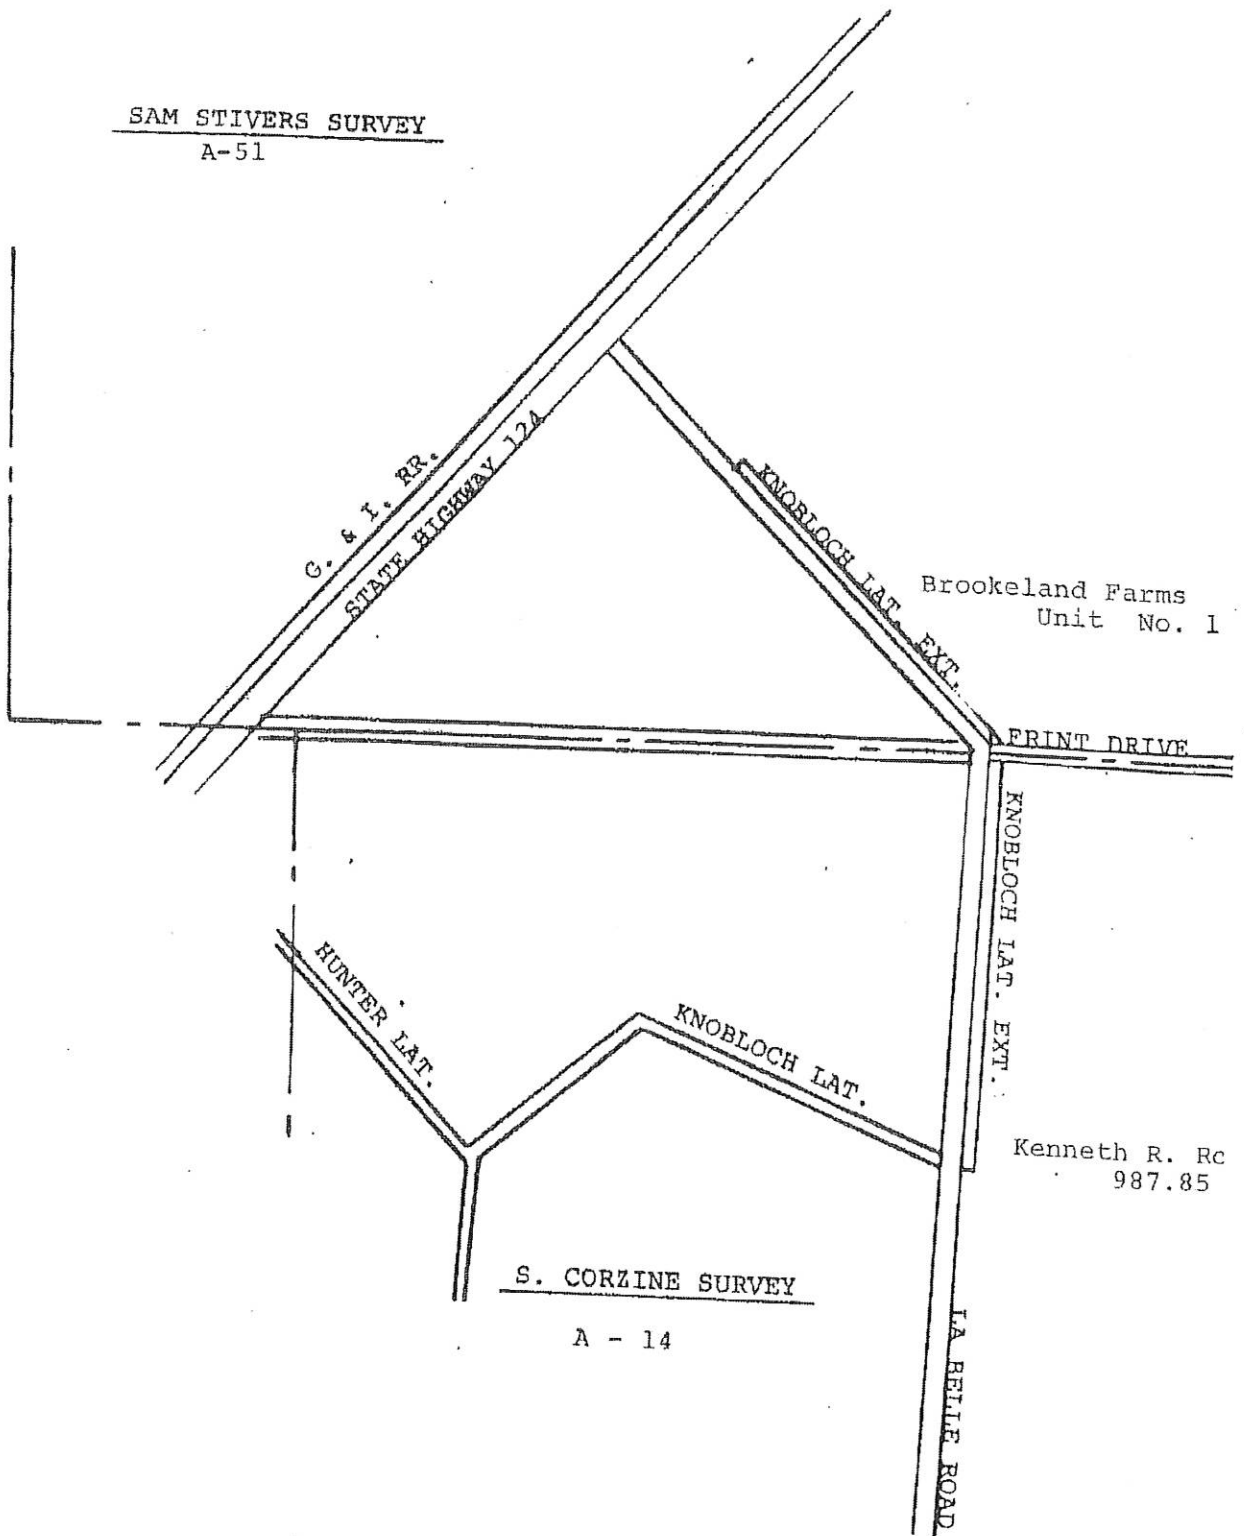 SAM STIVERS SURVEY
A-51
G. & I. RR.
STATE HIGHWAY 124
KNOBLOCH LAT. EXT.
Brookeland Farms
Unit No. 1
FRINT DRIVE
KNOBLOCH LAT. EXT.
HUNTER LAT.
KNOBLOCH LAT.
Kenneth R. Ro
987.85
S. CORZINE SURVEY
A - 14
LA BELLE ROAD